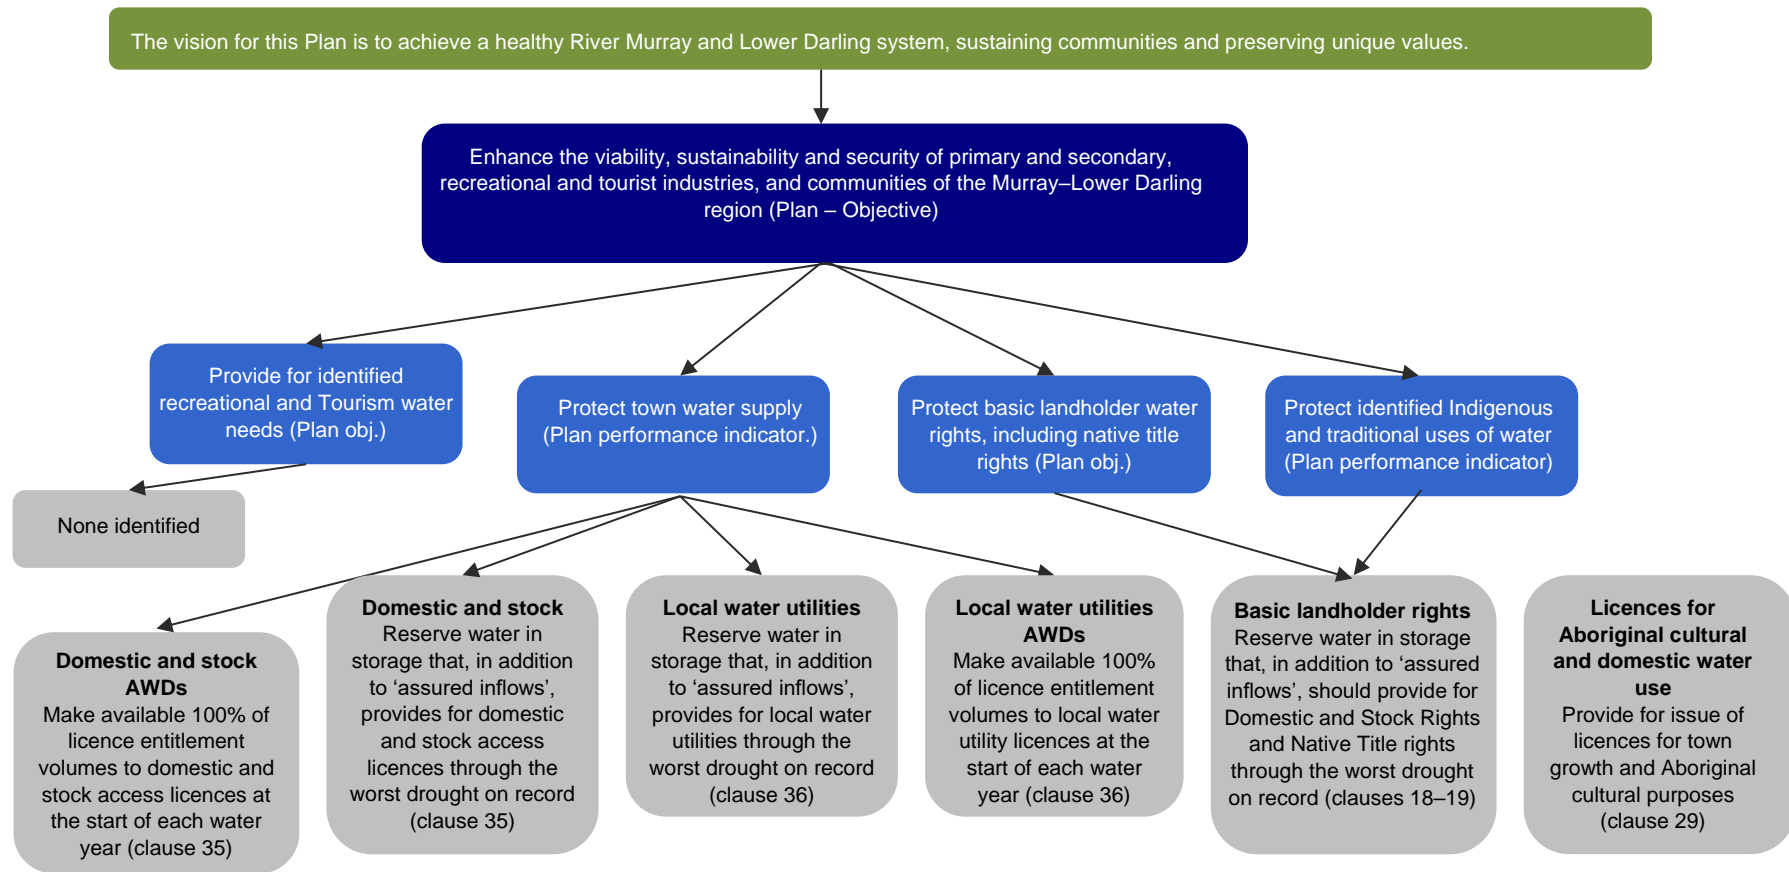 The vision for this Plan is to achieve a healthy River Murray and Lower Darling system, sustaining communities and preserving unique values.
Enhance the viability, sustainability and security of primary and secondary,
recreational and tourist industries, and communities of the Murray–Lower Darling
region (Plan – Objective)
Provide for identified
recreational and Tourism water
needs (Plan obj.)
Protect town water supply
(Plan performance indicator.)
Protect basic landholder water
rights, including native title
rights (Plan obj.)
Protect identified Indigenous
and traditional uses of water
(Plan performance indicator)
None identified
Domestic and stock
AWDs
Make available 100% of
licence entitlement
volumes to domestic and
stock access licences at
the start of each water
year (clause 35)
Domestic and stock
Reserve water in
storage that, in addition
to ‘assured inflows’,
provides for domestic
and stock access
licences through the
worst drought on record
(clause 35)
Local water utilities
Reserve water in
storage that, in addition
to ‘assured inflows’,
provides for local water
utilities through the
worst drought on record
(clause 36)
Local water utilities
AWDs
Make available 100%
of licence entitlement
volumes to local water
utility licences at the
start of each water
year (clause 36)
Basic landholder rights
Reserve water in storage
that, in addition to ‘assured
inflows’, should provide for
Domestic and Stock Rights
and Native Title rights
through the worst drought
on record (clauses 18–19)
Licences for
Aboriginal cultural
and domestic water
use
Provide for issue of
licences for town
growth and Aboriginal
cultural purposes
(clause 29)